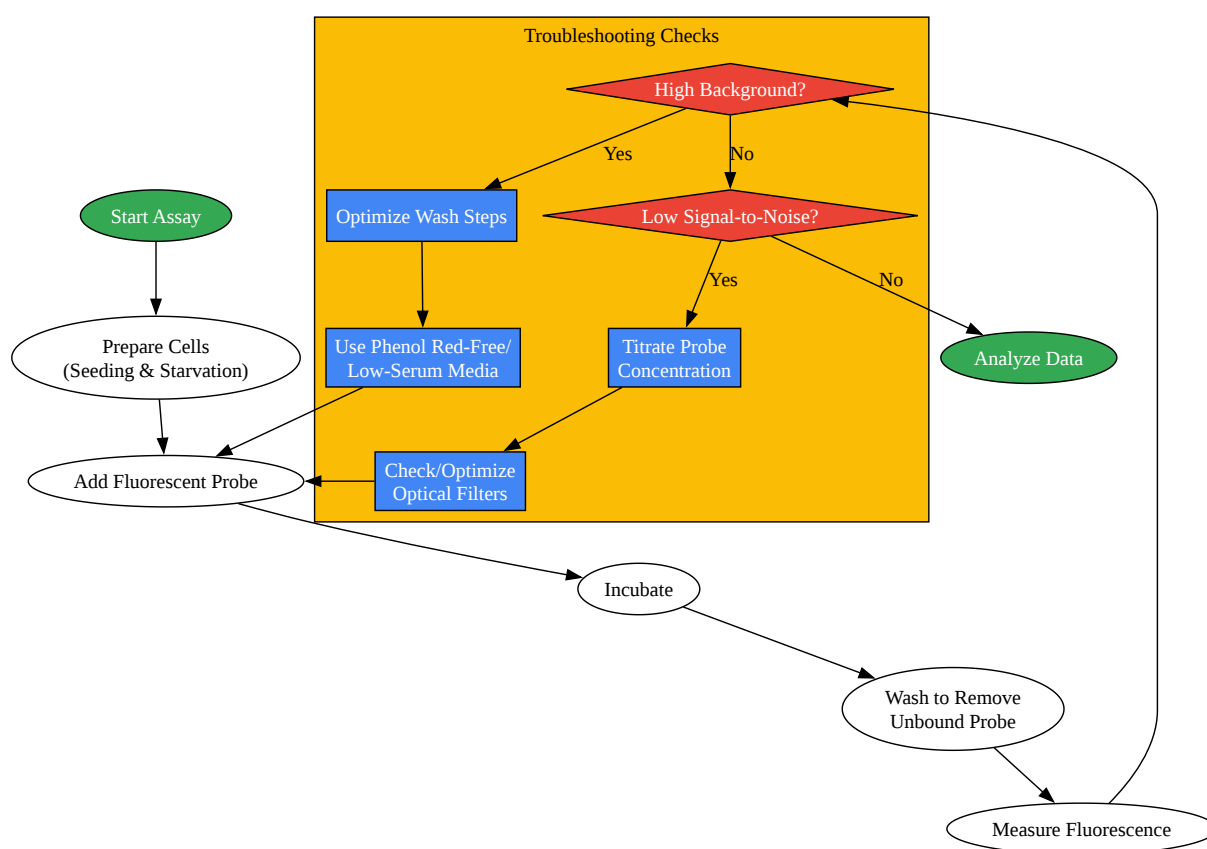 Troubleshooting Checks
High Background?
Yes
No
Start Assay
Optimize Wash Steps
Low Signal-to-Noise?
Yes
No
Prepare Cells
(Seeding & Starvation)
Use Phenol Red-Free/
Low-Serum Media
Titrate Probe
Concentration
Analyze Data
Add Fluorescent Probe
Check/Optimize
Optical Filters
Incubate
Wash to Remove
Unbound Probe
Measure Fluorescence